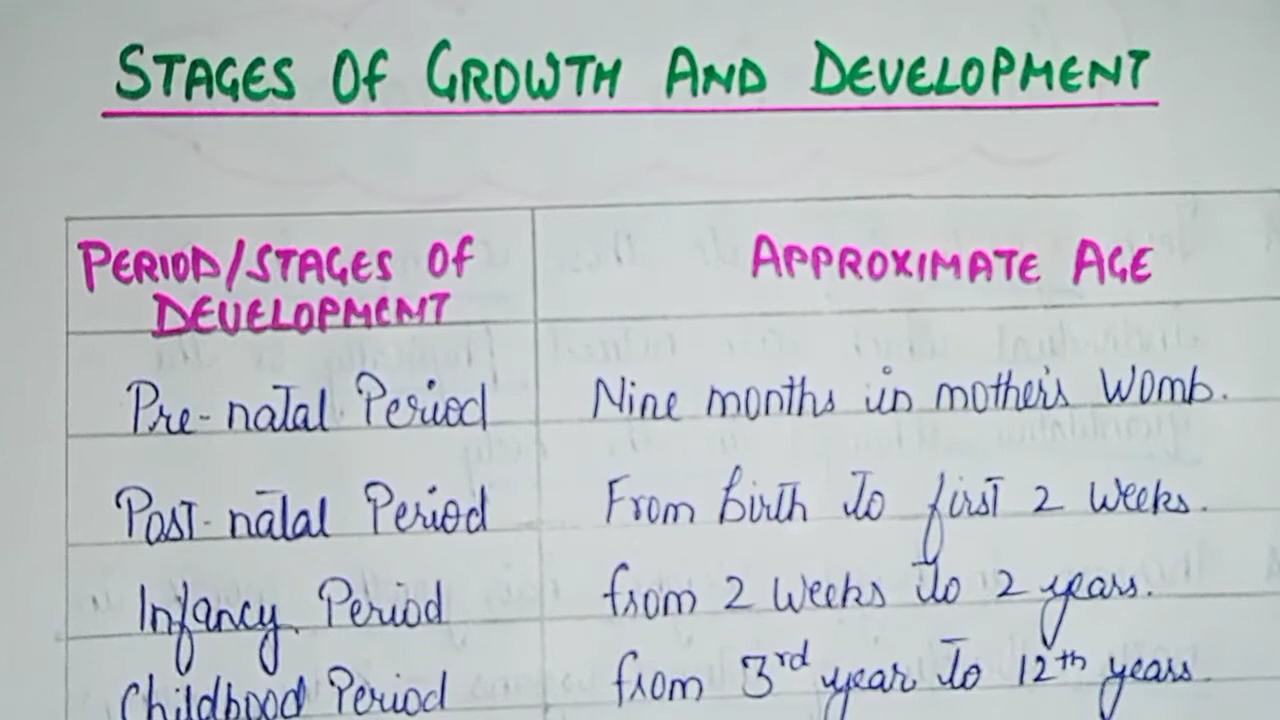 STAGES OF GROWTH AND DEVELOPMENT
PERIOD/STAGES OF
DEVELOPMENT
APPROXIMATE AGE
Pre-natal Period
Nine months in mother's Womb.
Post-natal Period
From Birth to first 2 weeks.
Infancy Period
from 2 weeks to 2 years.
Childhood Period
from 3rd year to 12th years.